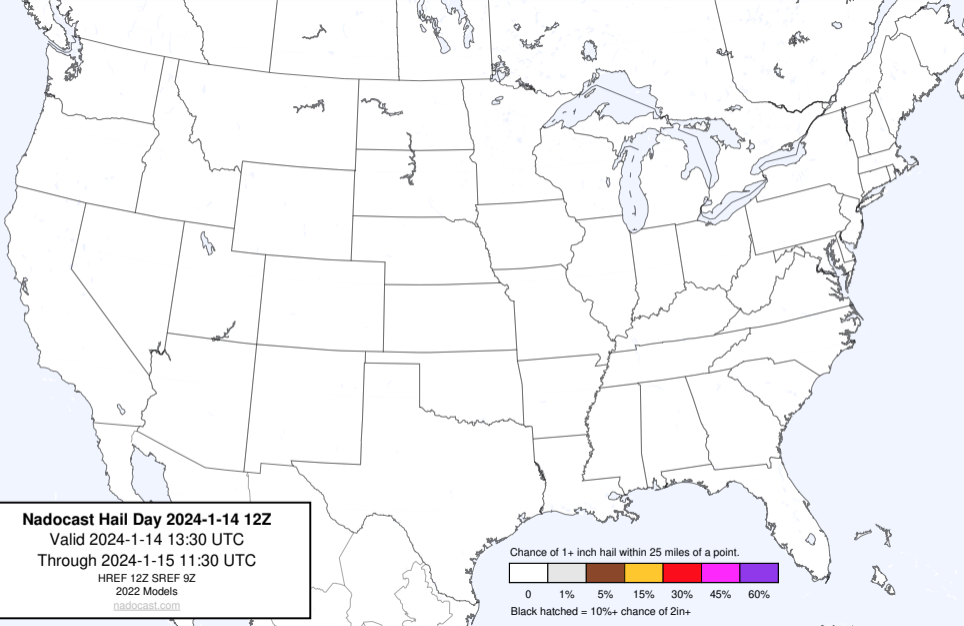 Nadocast Hail Day 2024-1-14 12Z
Valid 2024-1-14 13:30 UTC
Through 2024-1-15 11:30 UTC
HREF 12Z SREF 9Z
2022 Models
nadocast.com
Chance of 1+ inch hail within 25 miles of a point.
0 1% 5% 15% 30% 45% 60%
Black hatched = 10%+ chance of 2in+